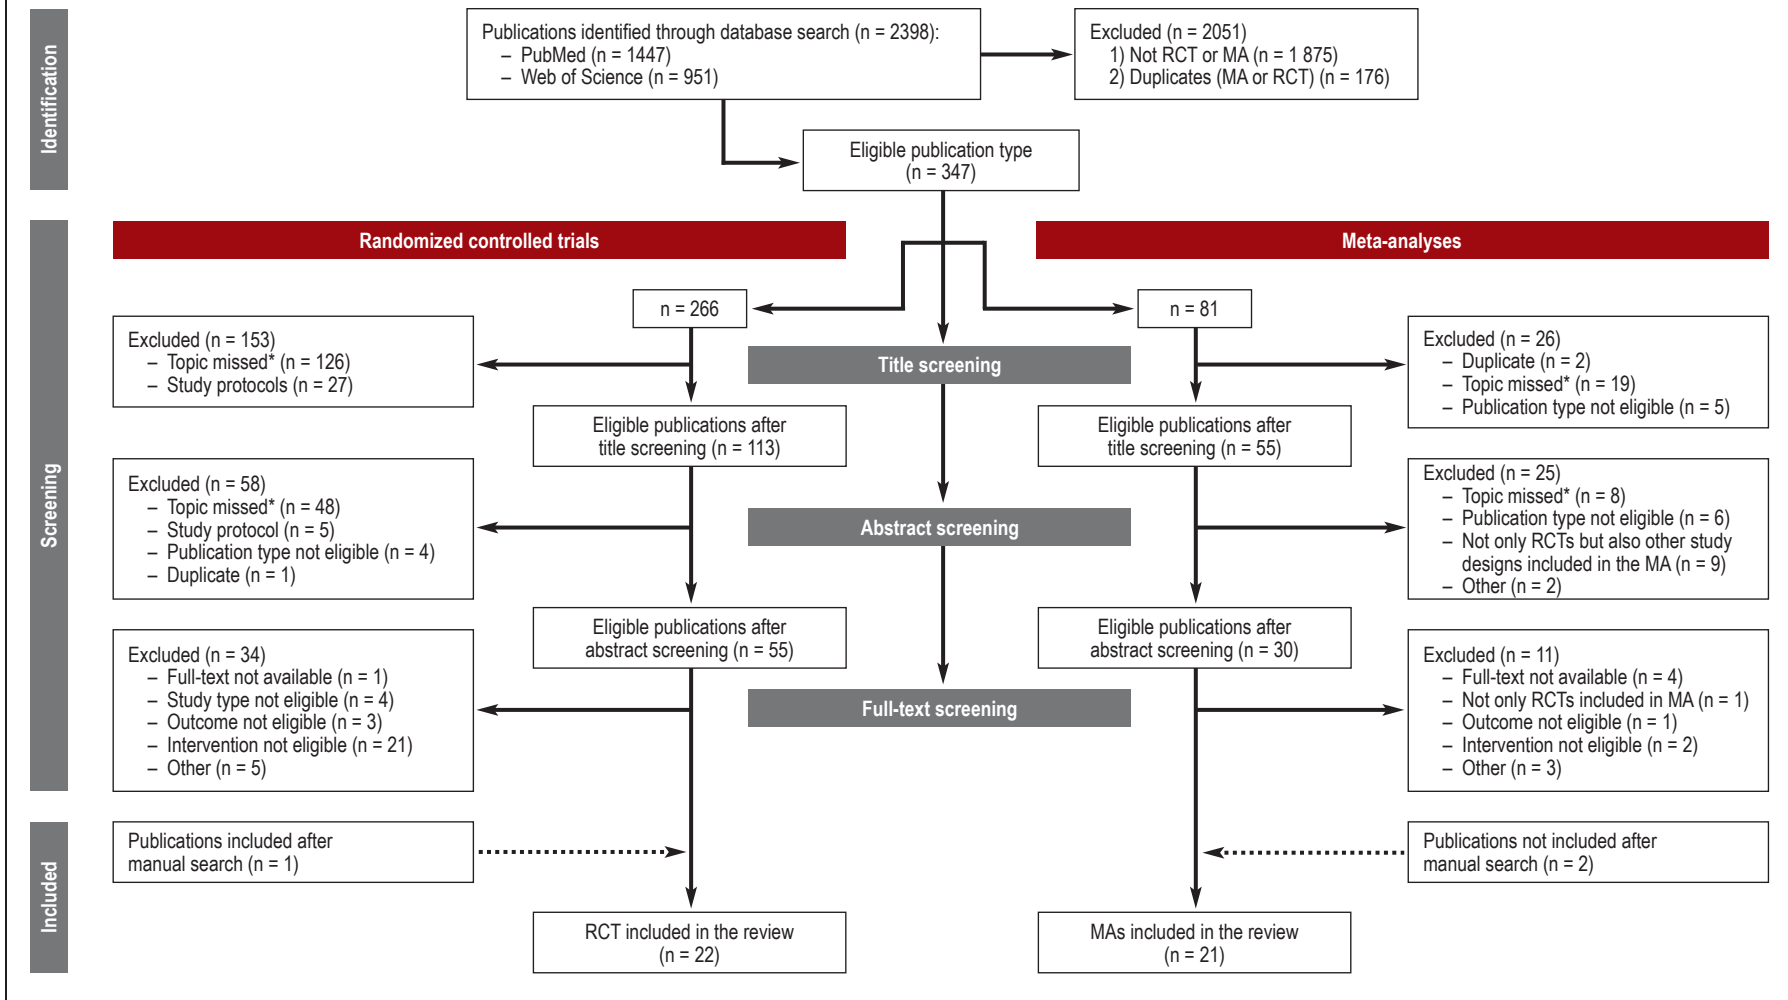 Identification
Publications identified through database search (n = 2398):
– PubMed (n = 1447)
– Web of Science (n = 951)
Excluded (n = 2051)
1) Not RCT or MA (n = 1 875)
2) Duplicates (MA or RCT) (n = 176)
Eligible publication type
(n = 347)
Screening
Randomized controlled trials
Meta-analyses
n = 266
n = 81
Excluded (n = 153)
– Topic missed* (n = 126)
– Study protocols (n = 27)
Title screening
Excluded (n = 26)
– Duplicate (n = 2)
– Topic missed* (n = 19)
– Publication type not eligible (n = 5)
Eligible publications after
title screening (n = 113)
Eligible publications after
title screening (n = 55)
Excluded (n = 58)
– Topic missed* (n = 48)
– Study protocol (n = 5)
– Publication type not eligible (n = 4)
– Duplicate (n = 1)
Abstract screening
Excluded (n = 25)
– Topic missed* (n = 8)
– Publication type not eligible (n = 6)
– Not only RCTs but also other study
designs included in the MA (n = 9)
– Other (n = 2)
Eligible publications after
abstract screening (n = 55)
Eligible publications after
abstract screening (n = 30)
Excluded (n = 34)
– Full-text not available (n = 1)
– Study type not eligible (n = 4)
– Outcome not eligible (n = 3)
– Intervention not eligible (n = 21)
– Other (n = 5)
Full-text screening
Excluded (n = 11)
– Full-text not available (n = 4)
– Not only RCTs included in MA (n = 1)
– Outcome not eligible (n = 1)
– Intervention not eligible (n = 2)
– Other (n = 3)
Included
Publications included after
manual search (n = 1)
Publications not included after
manual search (n = 2)
RCT included in the review
(n = 22)
MAs included in the review
(n = 21)